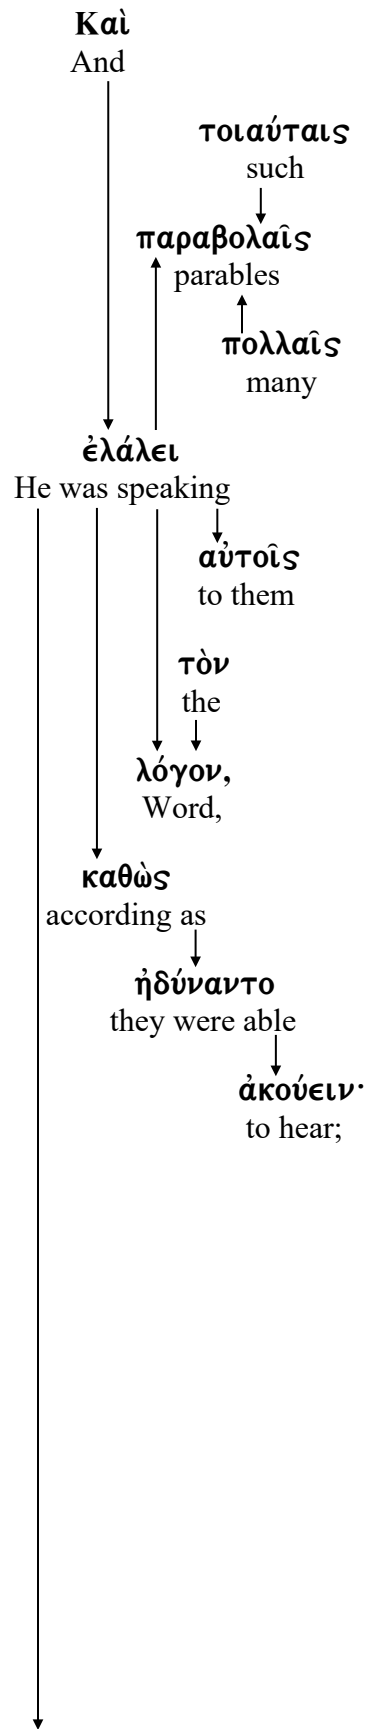 Καὶ
And
τοιαύταις
such
παραβολαῖς
parables
πολλαῖς
many
ἐλάλει
He was speaking
αὐτοῖς
to them
τὸν
the
λόγον,
Word,
καθὼς
according as
ἠδύναντο
they were able
ἀκούειν·
to hear;